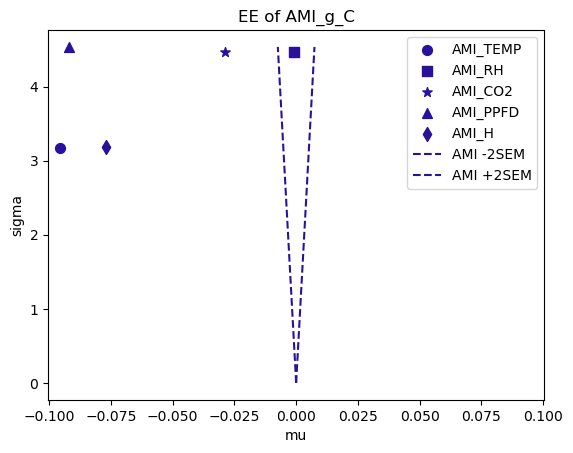 EE of AMI_g_C
AMI_TEMP
AMI_RH
AMI_CO2
AMI_PPFD
AMI_H
AMI -2SEM
AMI +2SEM
sigma
4
3
2
1
0
−0.100 −0.075 −0.050 −0.025 0.000 0.025 0.050 0.075 0.100
mu